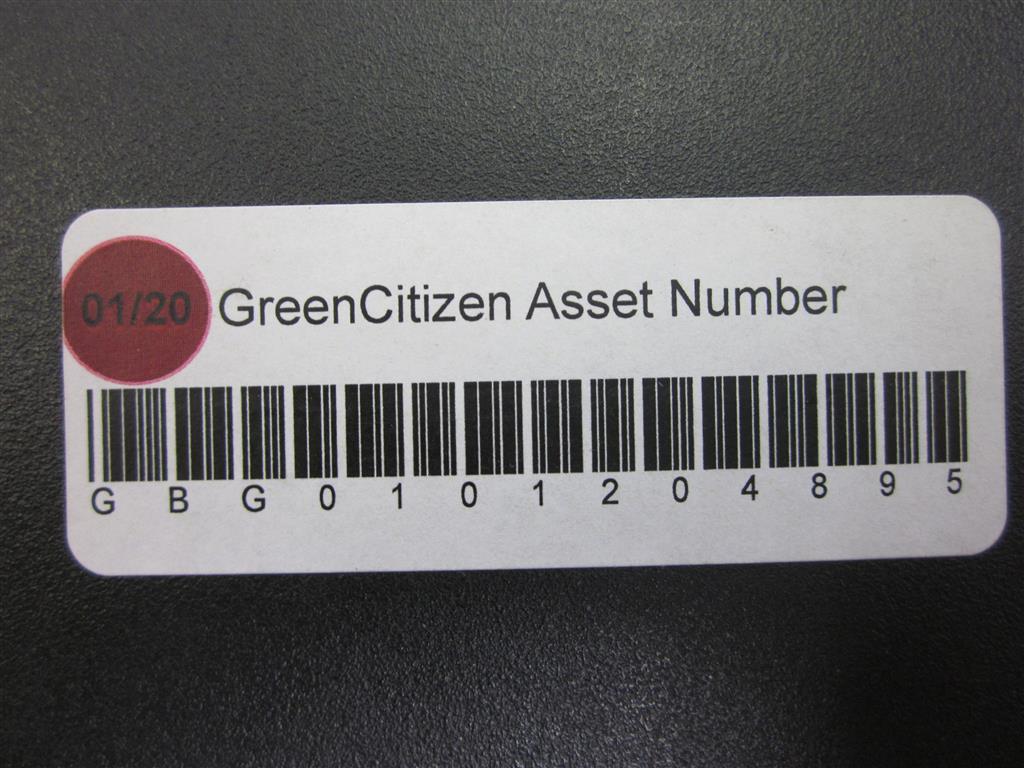 01/20 GreenCitizen Asset Number
G B G 0 1 0 1 2 0 4 8 9 5